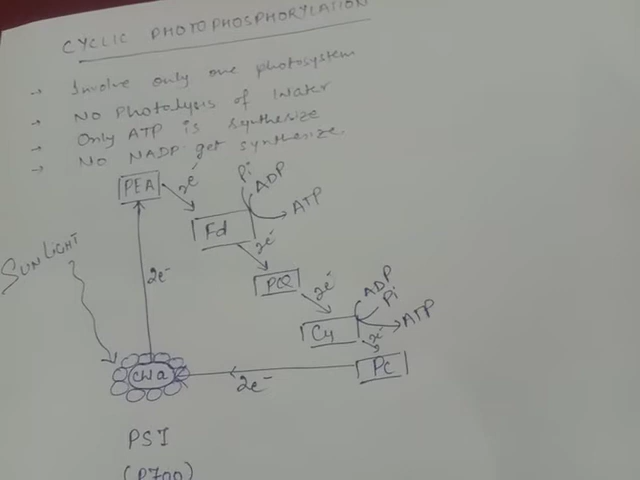 CYCLIC PHOTOPHOSPHORYLATION
→ Involve only one photosystem
→ No Photolysis of Water
→ Only ATP is synthesize
→ No NADP get synthesize.
PEA
2e-
Pi
ADP
ATP
Fd
2e-
SUNLIGHT
2e-
PQ
2e-
ADP
Pi
ATP
Cy
2e-
PC
Chl a
2e-
PSI
(P700)